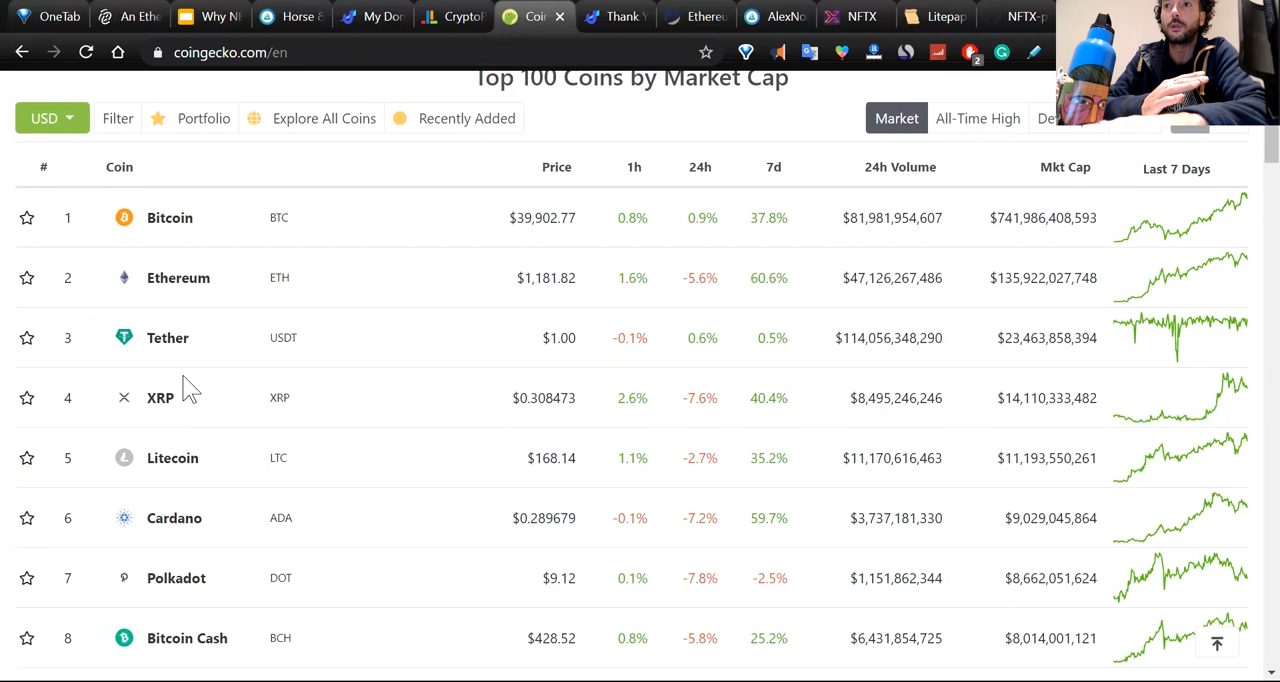 OneTab An Ethe Why NF Horse & My Dor CryptoP Coin Thank Y Ethereu AlexNo NFTX Litepap NFTX-p
coingecko.com/en 2
Top 100 Coins by Market Cap
USD Filter Portfolio Explore All Coins Recently Added Market All-Time High De
# Coin Price 1h 24h 7d 24h Volume Mkt Cap Last 7 Days
1 Bitcoin BTC $39,902.77 0.8% 0.9% 37.8% $81,981,954,607 $741,986,408,593
2 Ethereum ETH $1,181.82 1.6% -5.6% 60.6% $47,126,267,486 $135,922,027,748
3 Tether USDT $1.00 -0.1% 0.6% 0.5% $114,056,348,290 $23,463,858,394
4 XRP XRP $0.308473 2.6% -7.6% 40.4% $8,495,246,246 $14,110,333,482
5 Litecoin LTC $168.14 1.1% -2.7% 35.2% $11,170,616,463 $11,193,550,261
6 Cardano ADA $0.289679 -0.1% -7.2% 59.7% $3,737,181,330 $9,029,045,864
7 Polkadot DOT $9.12 0.1% -7.8% -2.5% $1,151,862,344 $8,662,051,624
8 Bitcoin Cash BCH $428.52 0.8% -5.8% 25.2% $6,431,854,725 $8,014,001,121